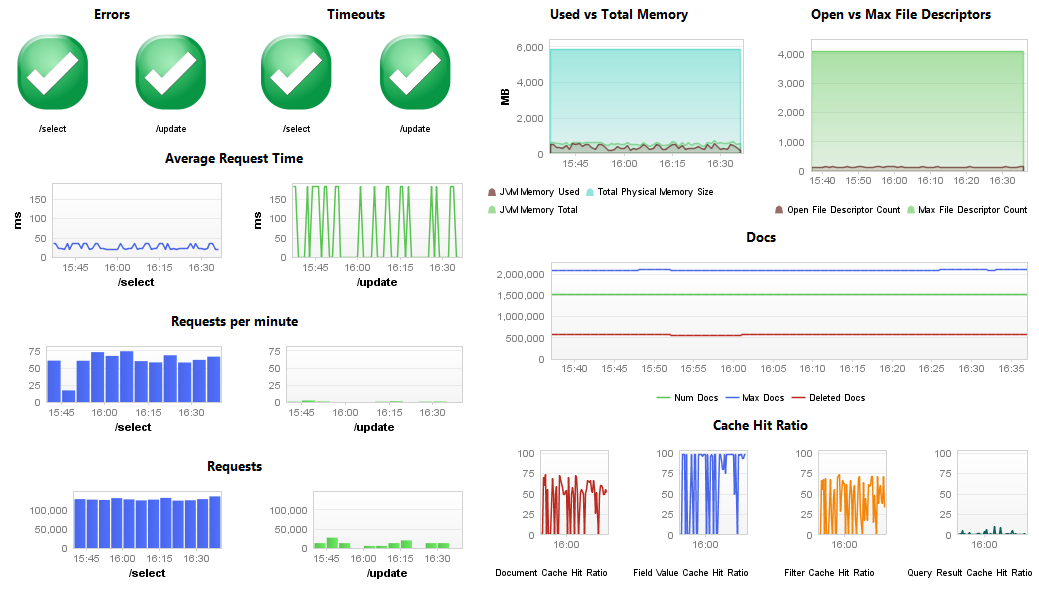 Errors
Timeouts
/select
/update
/select
/update
Average Request Time
ms
150
100
50
0
15:45 16:00 16:15 16:30
/select
ms
150
100
50
0
15:45 16:00 16:15 16:30
/update
Requests per minute
75
50
25
0
15:45 16:00 16:15 16:30
/select
75
50
25
0
15:45 16:00 16:15 16:30
/update
Requests
100,000
50,000
0
15:45 16:00 16:15 16:30
/select
100,000
50,000
0
15:45 16:00 16:15 16:30
/update
Used vs Total Memory
MB
6,000
4,000
2,000
0
15:45 16:00 16:15 16:30
JVM Memory Used Total Physical Memory Size
JVM Memory Total
Open vs Max File Descriptors
4,000
3,000
2,000
1,000
0
15:40 15:50 16:00 16:10 16:20 16:30
Open File Descriptor Count Max File Descriptor Count
Docs
2,000,000
1,500,000
1,000,000
500,000
0
15:40 15:45 15:50 15:55 16:00 16:05 16:10 16:15 16:20 16:25 16:30 16:35
Num Docs Max Docs Deleted Docs
Cache Hit Ratio
100
75
50
25
0
16:00
Document Cache Hit Ratio
100
75
50
25
0
16:00
Field Value Cache Hit Ratio
100
75
50
25
0
16:00
Filter Cache Hit Ratio
100
75
50
25
0
16:00
Query Result Cache Hit Ratio